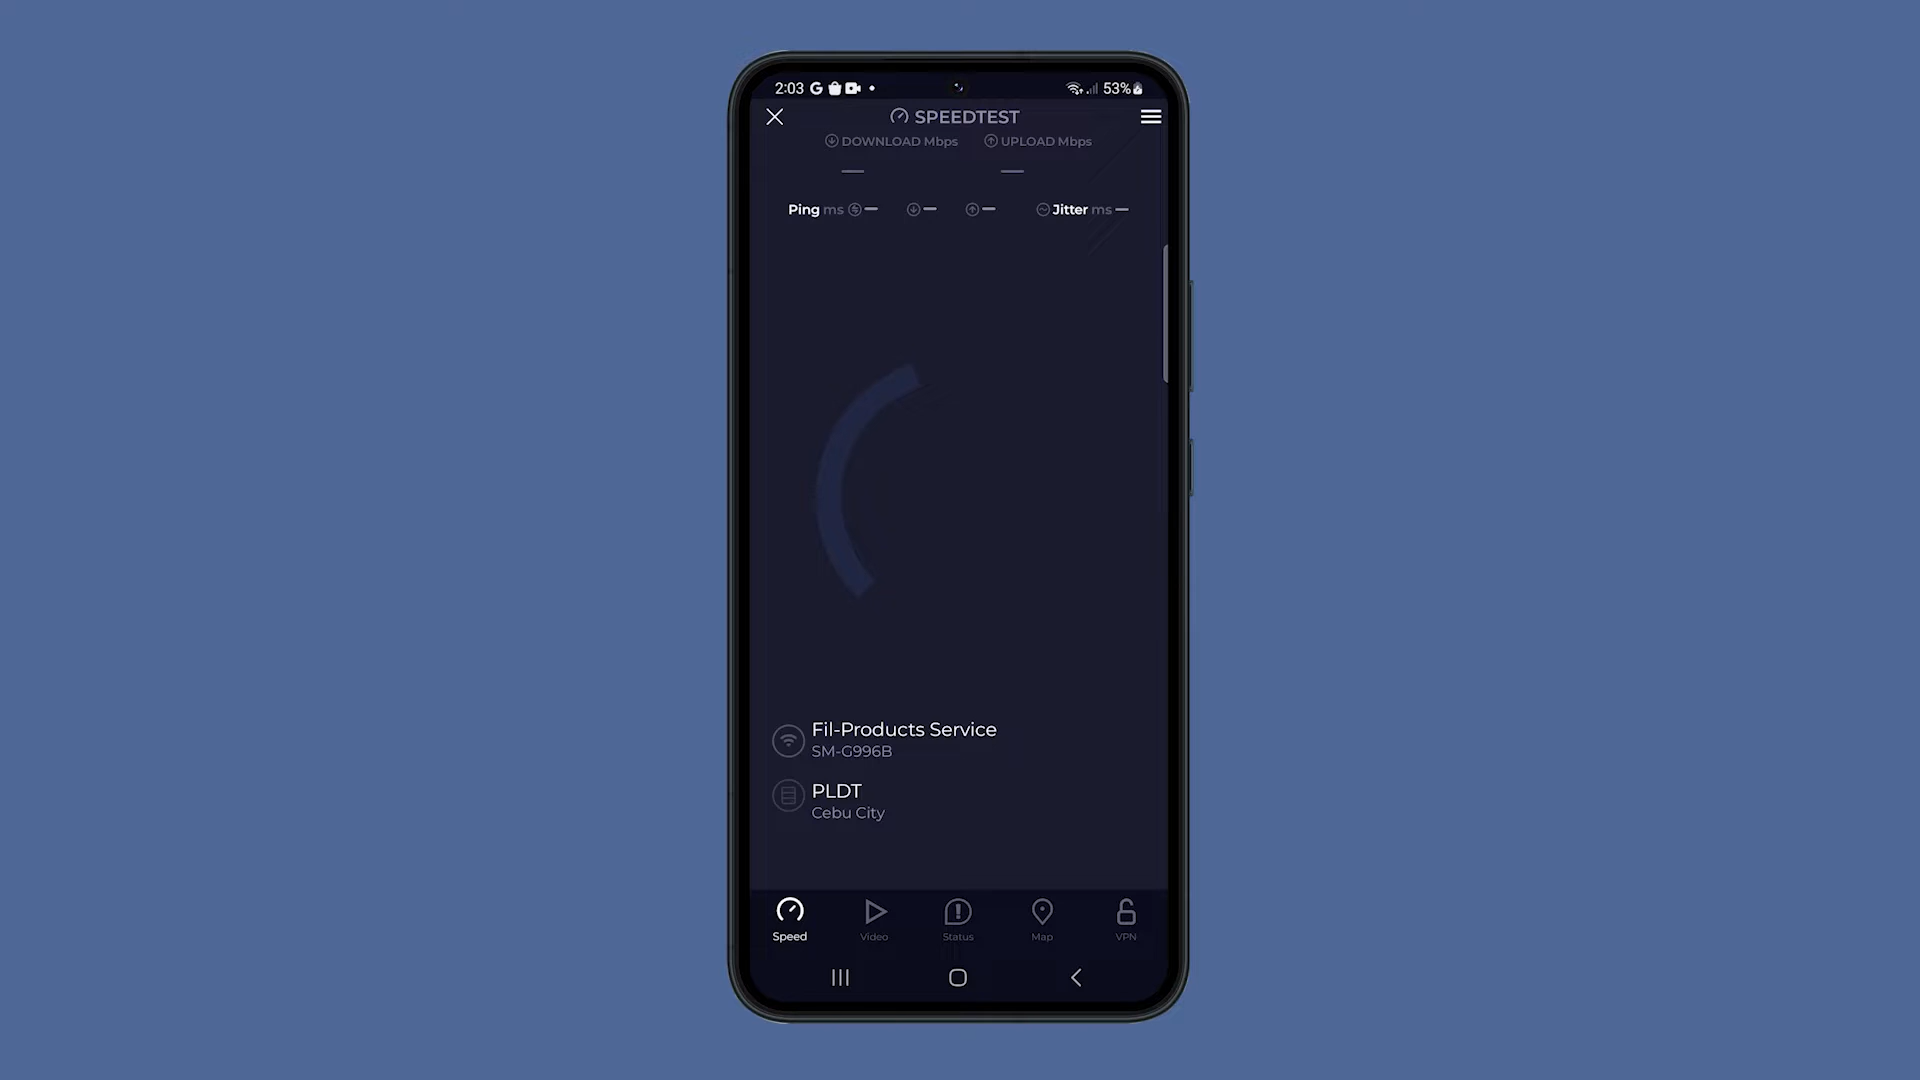 2:03 G 53%
SPEEDTEST
DOWNLOAD Mbps UPLOAD Mbps
Ping ms Jitter ms
Fil-Products Service
SM-G996B
PLDT
Cebu City
Speed Video Status Map VPN